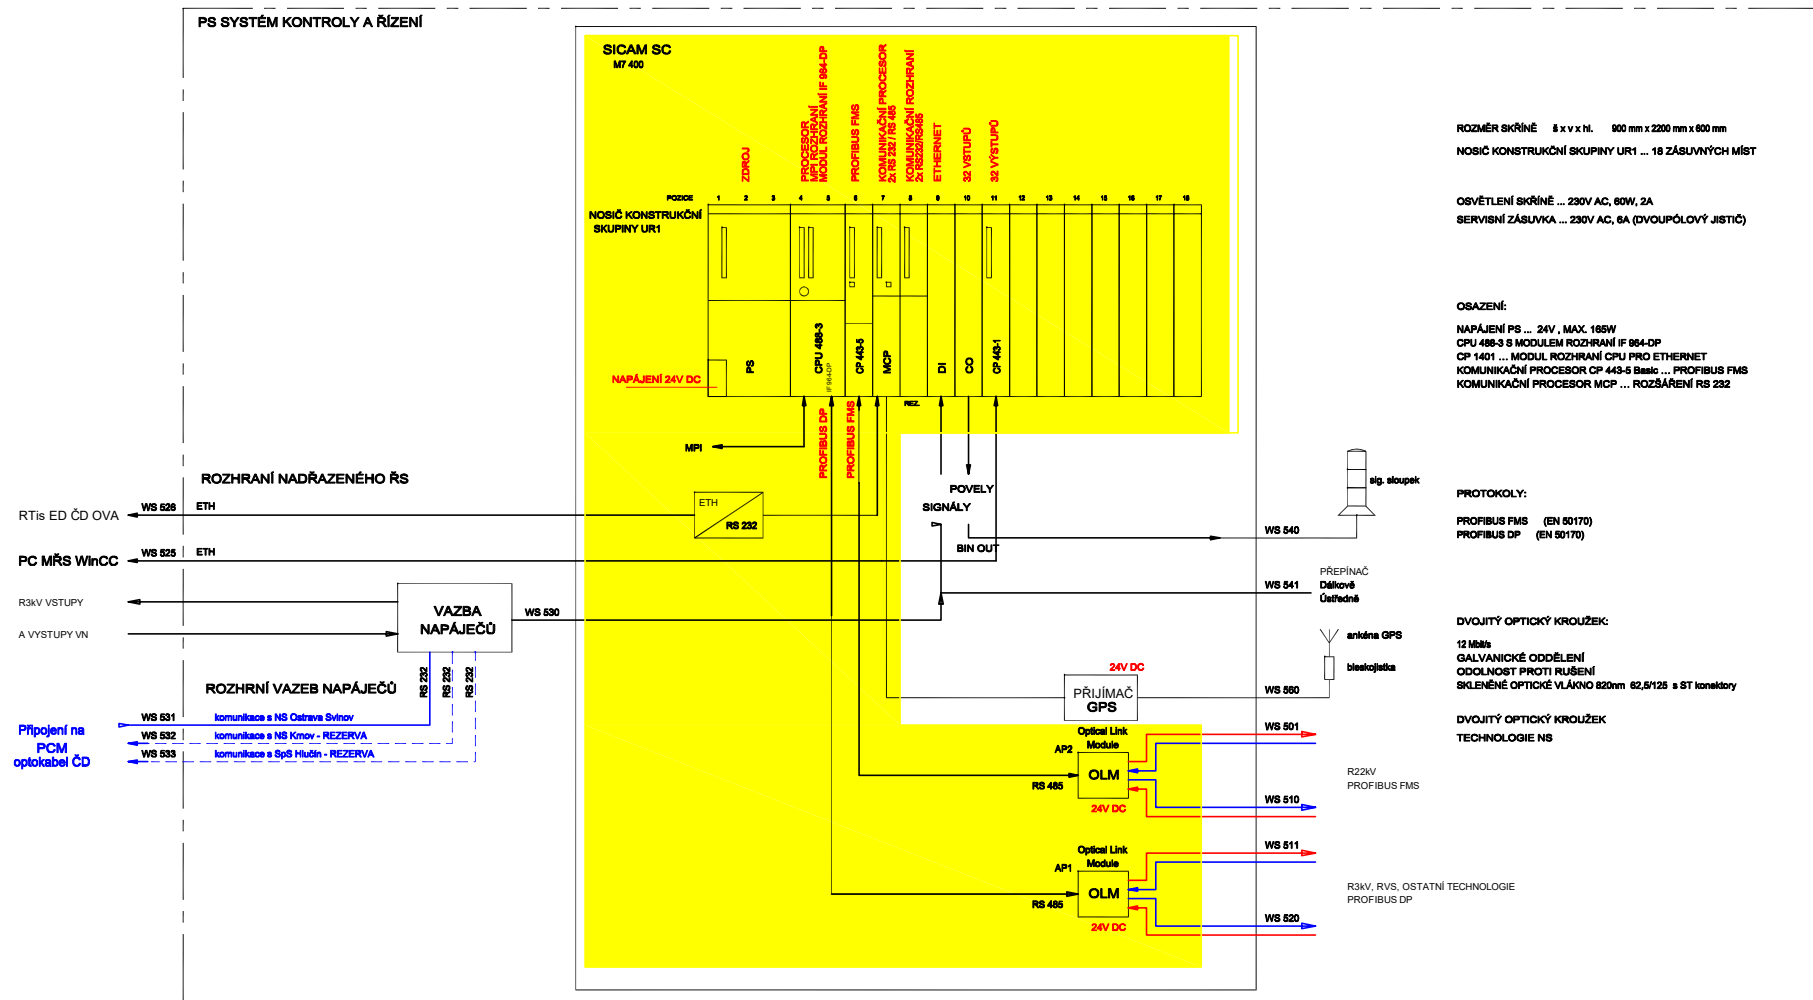 PS SYSTÉM KONTROLY A ŘÍZENÍ
SICAM SC
M7 400
ZDROJ
PROCESOR
MPI ROZHRANÍ
MODUL ROZHRANÍ IF 964-DP
PROFIBUS FMS
KOMUNIKAČNÍ PROCESOR
2x RS 232 / RS 485
KOMUNIKAČNÍ ROZHRANÍ
2x RS232/RS485
ETHERNET
32 VSTUPŮ
32 VÝSTUPŮ
POZICE 1 2 3 4 5 6 7 8 9 10 11 12 13 14 15 16 17 18
NOSIČ KONSTRUKČNÍ
SKUPINY UR1
PS
CPU 488-3
IF964-DP
CP 443-5
MCP
DI
CO
CP 443-1
NAPÁJENÍ 24V DC
REZ.
PROFIBUS DP
PROFIBUS FMS
MPI
ROZHRANÍ NADŘAZENÉHO ŘS
RTis ED ČD OVA
WS 526 ETH
ETH
RS 232
PC MŘS WinCC
WS 525 ETH
POVELY
SIGNÁLY
BIN OUT
R3kV VSTUPY
A VYSTUPY VN
VAZBA
NAPÁJEČŮ
WS 530
RS 232
RS 232
RS 232
ROZHRNÍ VAZEB NAPÁJEČŮ
Připojení na
PCM
optokabel ČD
WS 531 komunikace s NS Ostrava Svinov
WS 532 komunikace s NS Krnov - REZERVA
WS 533 komunikace s SpS Hlučín - REZERVA
sig. sloupek
WS 540
WS 541
PŘEPÍNAČ
Dálkově
Ústředně
anténa GPS
bleskojistka
24V DC
PŘIJÍMAČ
GPS
WS 560
Optical Link
Module
AP2
OLM
RS 485
24V DC
WS 501
WS 510
R22kV
PROFIBUS FMS
Optical Link
Module
AP1
OLM
RS 485
24V DC
WS 511
WS 520
R3kV, RVS, OSTATNÍ TECHNOLOGIE
PROFIBUS DP
ROZMĚR SKŘÍNĚ š x v x hl. 900 mm x 2200 mm x 600 mm
NOSIČ KONSTRUKČNÍ SKUPINY UR1 ... 18 ZÁSUVNÝCH MÍST
OSVĚTLENÍ SKŘÍNĚ ... 230V AC, 60W, 2A
SERVISNÍ ZÁSUVKA ... 230V AC, 6A (DVOUPÓLOVÝ JISTIČ)
OSAZENÍ:
NAPÁJENÍ PS ... 24V , MAX. 165W
CPU 488-3 S MODULEM ROZHRANÍ IF 964-DP
CP 1401 ... MODUL ROZHRANÍ CPU PRO ETHERNET
KOMUNIKAČNÍ PROCESOR CP 443-5 Basic ... PROFIBUS FMS
KOMUNIKAČNÍ PROCESOR MCP ... ROZŠÁŘENÍ RS 232
PROTOKOLY:
PROFIBUS FMS (EN 50170)
PROFIBUS DP (EN 50170)
DVOJITÝ OPTICKÝ KROUŽEK:
12 Mbit/s
GALVANICKÉ ODDĚLENÍ
ODOLNOST PROTI RUŠENÍ
SKLENĚNÉ OPTICKÉ VLÁKNO 820nm 62,5/125 s ST konektory
DVOJITÝ OPTICKÝ KROUŽEK
TECHNOLOGIE NS